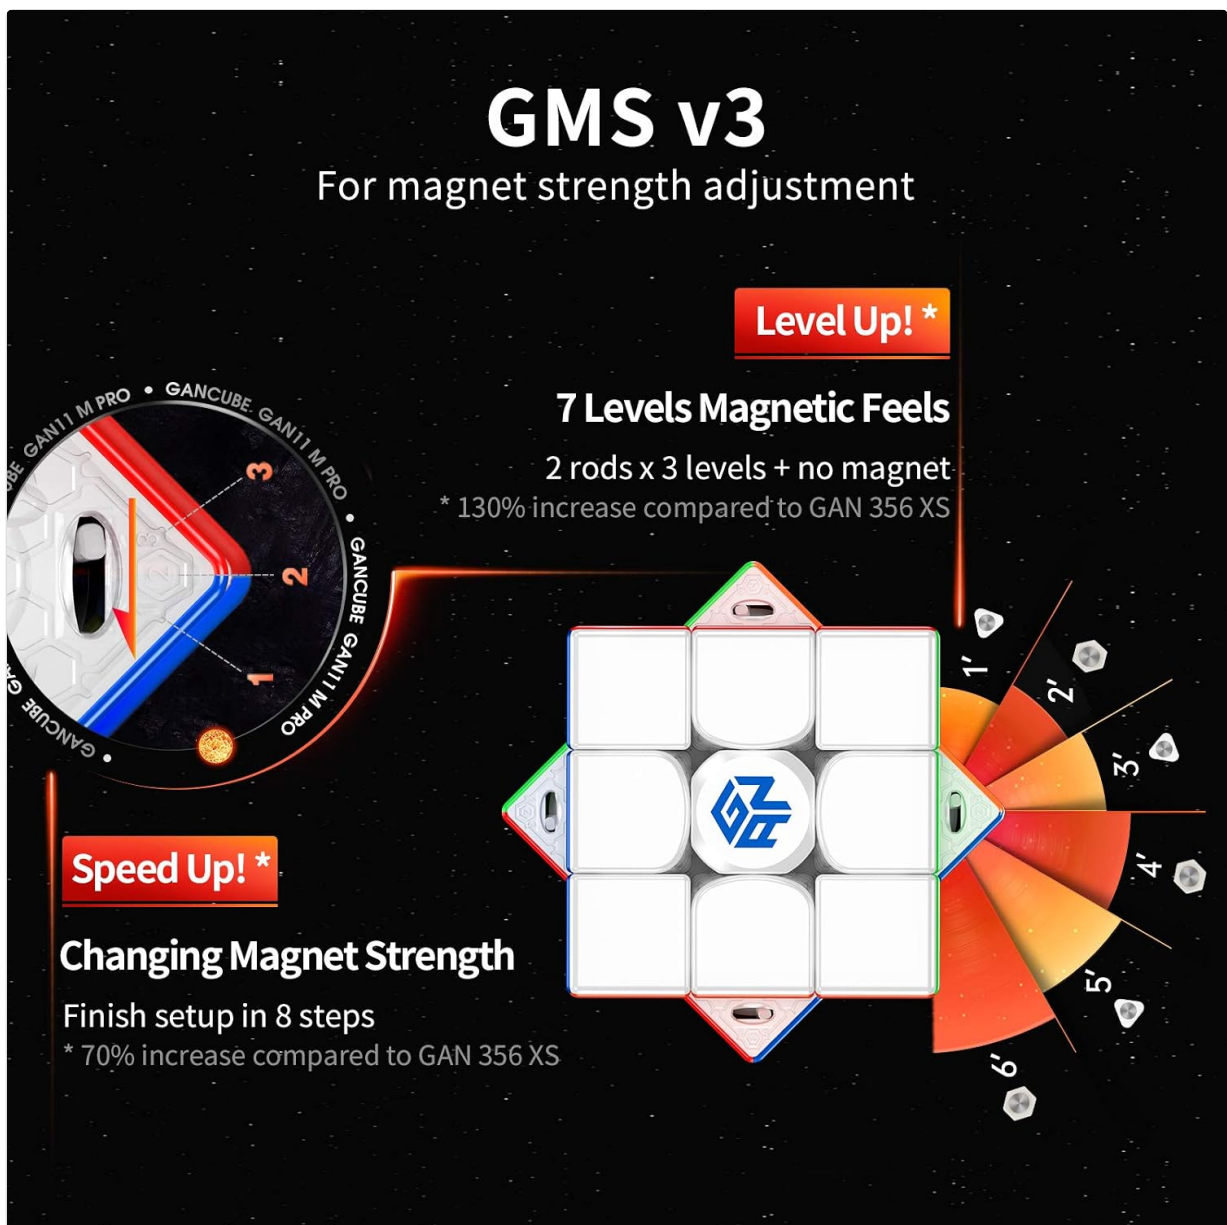 GMS v3
For magnet strength adjustment
Level Up! *
7 Levels Magnetic Feels
2 rods x 3 levels + no magnet
* 130% increase compared to GAN 356 XS
GAN11 M PRO • GANCUBE GAN11 M PRO • GANCUBE GAN11 M PRO
• GANCUBE
3
2
1
GAN
1'
2'
3'
4'
5'
6'
Speed Up! *
Changing Magnet Strength
Finish setup in 8 steps
* 70% increase compared to GAN 356 XS